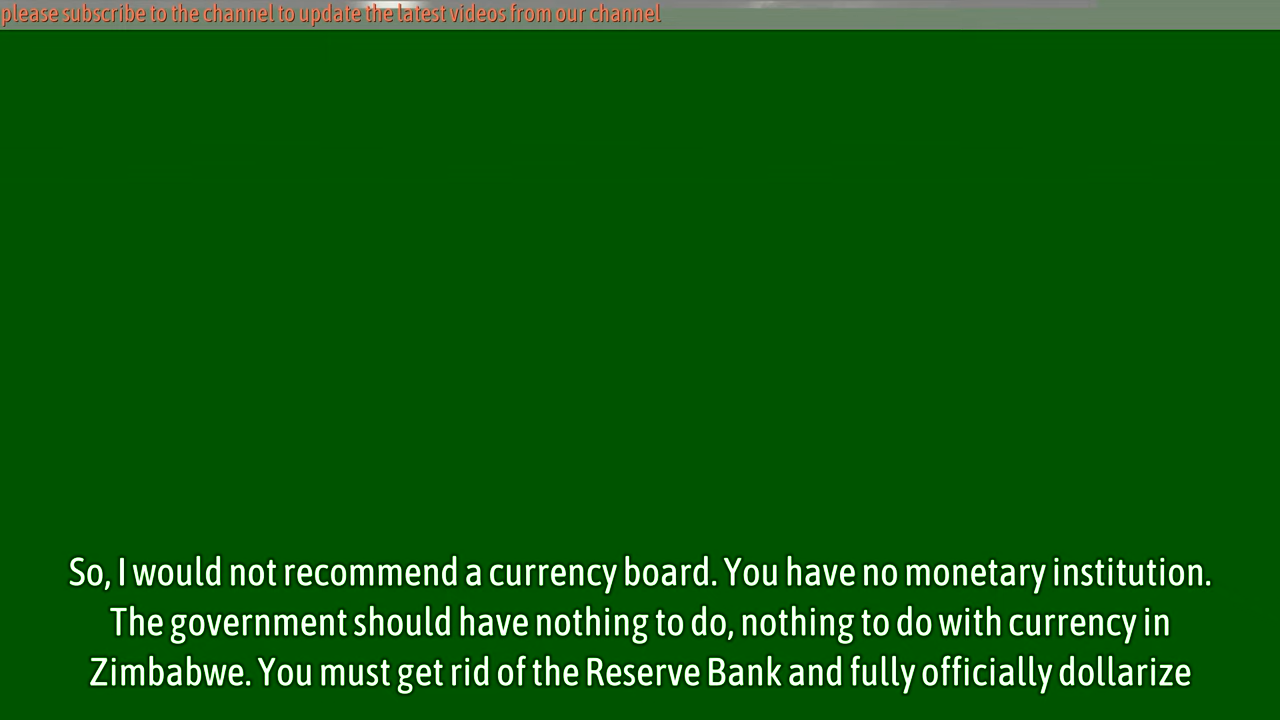 please subscribe to the channel to update the latest videos from our channel
So, I would not recommend a currency board. You have no monetary institution.
The government should have nothing to do, nothing to do with currency in
Zimbabwe. You must get rid of the Reserve Bank and fully officially dollarize